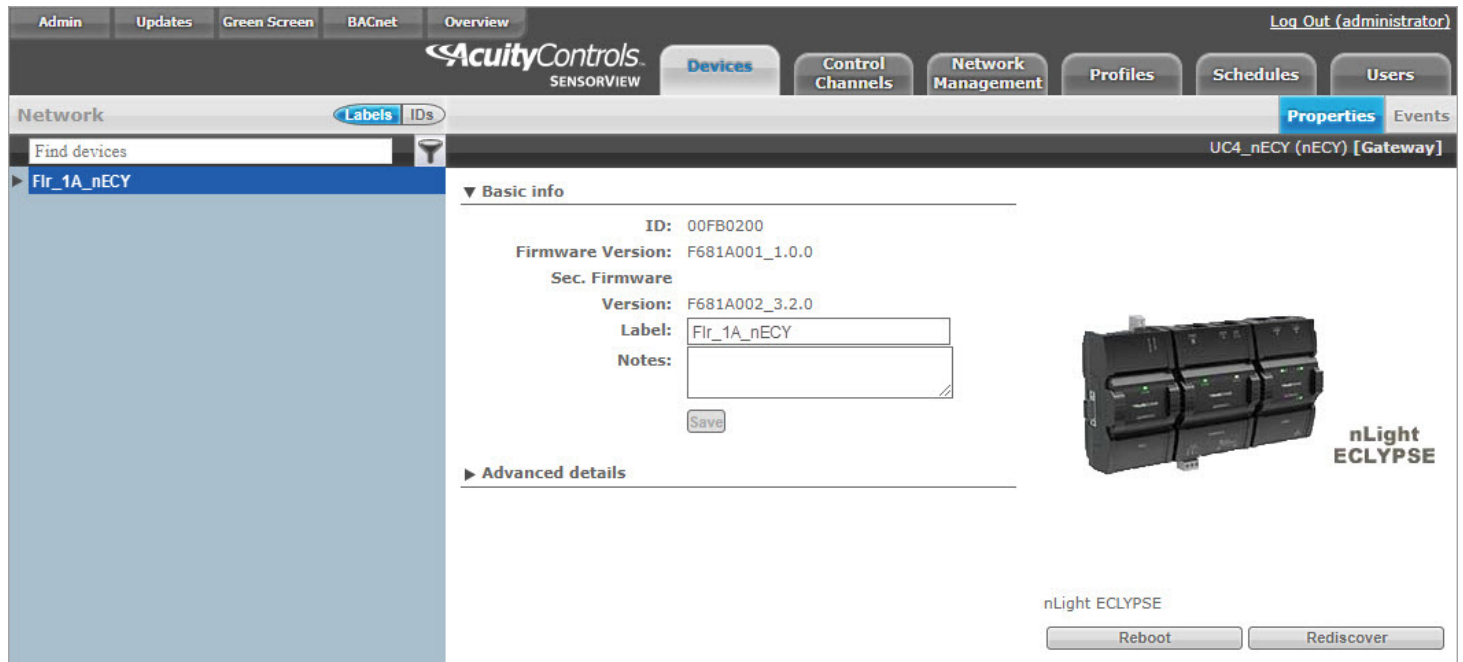 Admin Updates Green Screen BACnet Overview Log Out (administrator)
AcuityControls
SENSORVIEW
Devices
Control Channels
Network Management
Profiles
Schedules
Users
Network Labels IDs Properties Events
Find devices UC4_nECY (nECY) [Gateway]
Flr_1A_nECY
Basic info
ID: 00FB0200
Firmware Version: F681A001_1.0.0
Sec. Firmware
Version: F681A002_3.2.0
Label: Flr_1A_nECY
Notes:
Save
nLight
ECLYPSE
Advanced details
nLight ECLYPSE
Reboot Rediscover